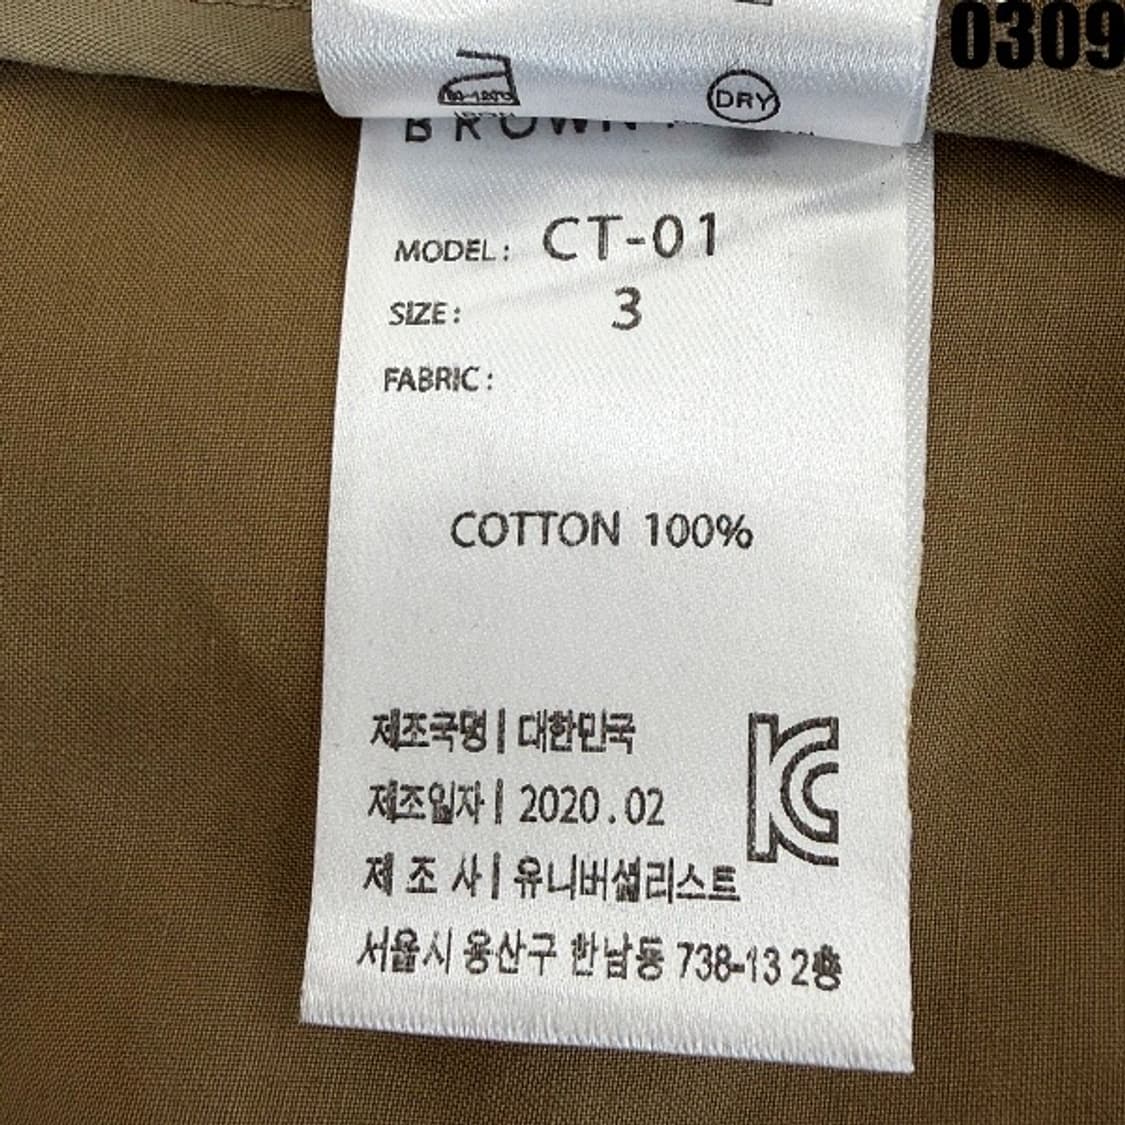 0309
DRY
BROWN
MODEL: CT-01
SIZE: 3
FABRIC:
COTTON 100%
제조국명 | 대한민국
제조일자 | 2020.02
제 조 사 | 유니버셜리스트
서울시 용산구 한남동 738-13 2층